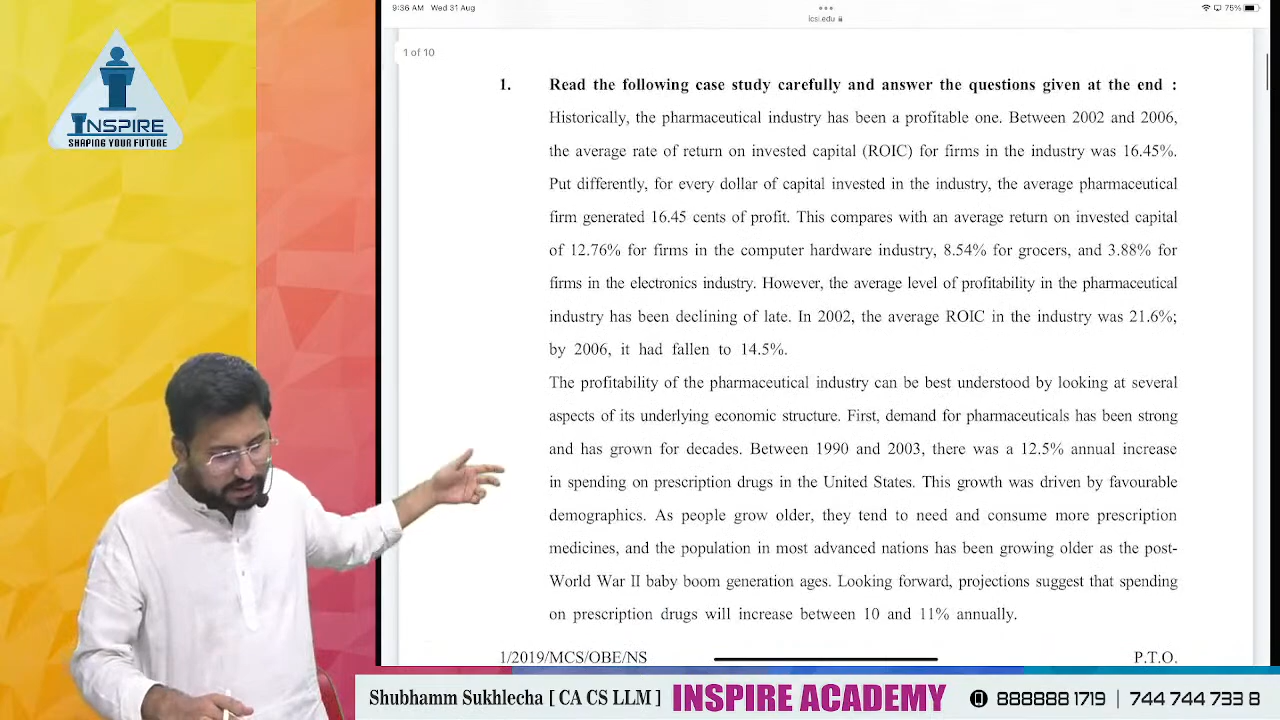 9:36 AM Wed 31 Aug
icsi.edu
75%
1 of 10
INSPIRE
SHAPING YOUR FUTURE
1. Read the following case study carefully and answer the questions given at the end :
Historically, the pharmaceutical industry has been a profitable one. Between 2002 and 2006,
the average rate of return on invested capital (ROIC) for firms in the industry was 16.45%.
Put differently, for every dollar of capital invested in the industry, the average pharmaceutical
firm generated 16.45 cents of profit. This compares with an average return on invested capital
of 12.76% for firms in the computer hardware industry, 8.54% for grocers, and 3.88% for
firms in the electronics industry. However, the average level of profitability in the pharmaceutical
industry has been declining of late. In 2002, the average ROIC in the industry was 21.6%;
by 2006, it had fallen to 14.5%.
The profitability of the pharmaceutical industry can be best understood by looking at several
aspects of its underlying economic structure. First, demand for pharmaceuticals has been strong
and has grown for decades. Between 1990 and 2003, there was a 12.5% annual increase
in spending on prescription drugs in the United States. This growth was driven by favourable
demographics. As people grow older, they tend to need and consume more prescription
medicines, and the population in most advanced nations has been growing older as the post-
World War II baby boom generation ages. Looking forward, projections suggest that spending
on prescription drugs will increase between 10 and 11% annually.
1/2019/MCS/OBE/NS P.T.O.
Shubhamm Sukhlecha [ CA CS LLM ] INSPIRE ACADEMY 888888 1719 | 744 744 733 8